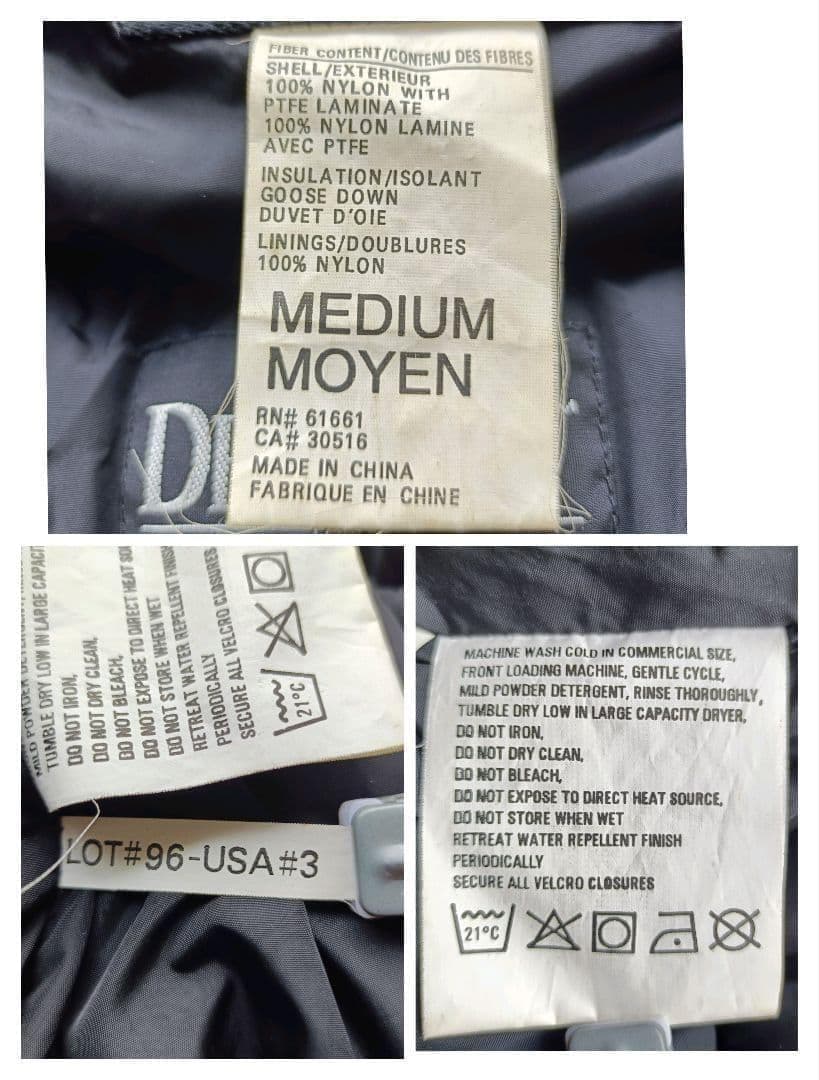 FIBER CONTENT/CONTENU DES FIBRES
SHELL/EXTERIEUR
100% NYLON WITH
PTFE LAMINATE
100% NYLON LAMINE
AVEC PTFE
INSULATION/ISOLANT
GOOSE DOWN
DUVET D'OIE
LININGS/DOUBLURES
100% NYLON
MEDIUM
MOYEN
RN# 61661
CA# 30516
MADE IN CHINA
FABRIQUE EN CHINE
MILD POWDER
TUMBLE DRY LOW IN LARGE
DO NOT IRON,
DO NOT DRY CLEAN,
DO NOT BLEACH,
DO NOT EXPOSE TO DIRECT HEAT
DO NOT STORE WHEN WET
RETREAT WATER REPELLENT FINISH
PERIODICALLY
SECURE ALL VELCRO CLOSURES
21°C
LOT#96-USA#3
MACHINE WASH COLD IN COMMERCIAL SIZE,
FRONT LOADING MACHINE, GENTLE CYCLE,
MILD POWDER DETERGENT, RINSE THOROUGHLY,
TUMBLE DRY LOW IN LARGE CAPACITY DRYER,
DO NOT IRON,
DO NOT DRY CLEAN,
DO NOT BLEACH,
DO NOT EXPOSE TO DIRECT HEAT SOURCE,
DO NOT STORE WHEN WET
RETREAT WATER REPELLENT FINISH
PERIODICALLY
SECURE ALL VELCRO CLOSURES
21°C